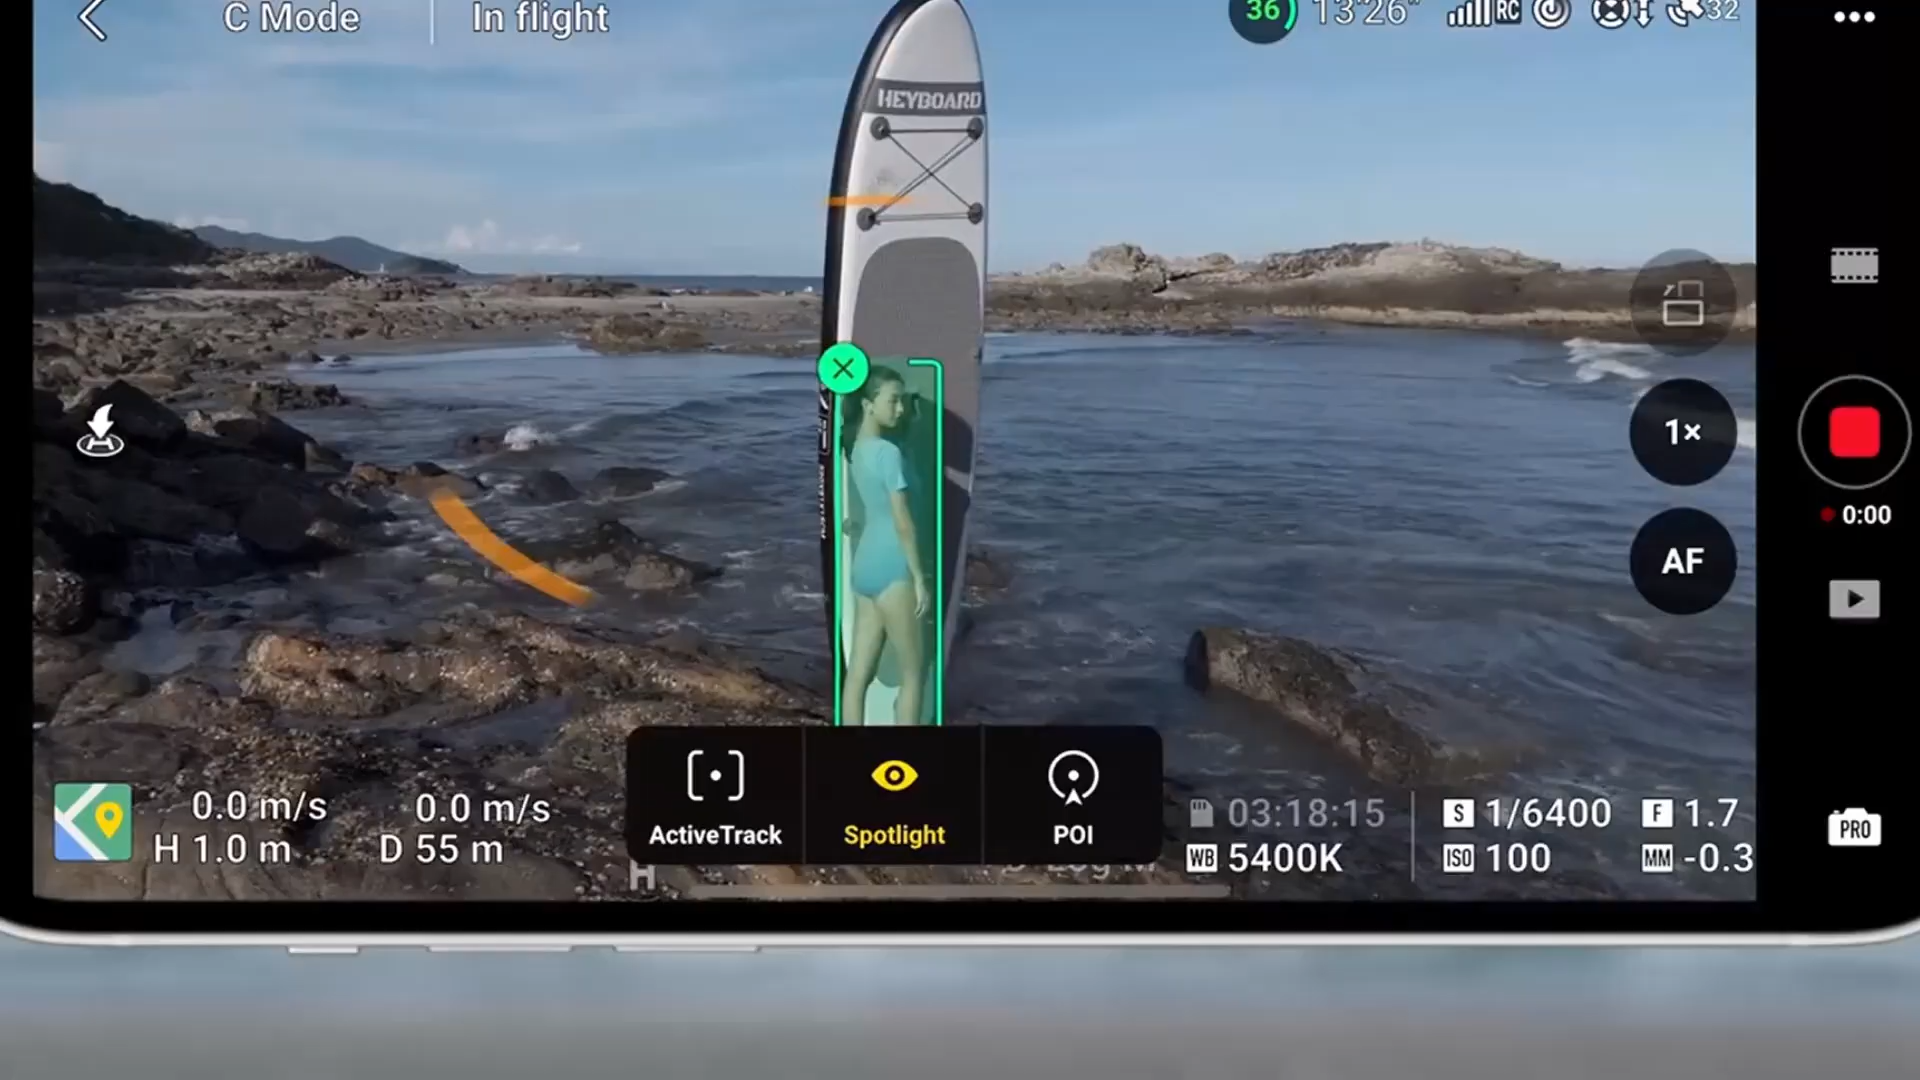 C Mode
In flight
36
13'26"
RC
32
HEYBOARD
1×
AF
0:00
ActiveTrack
Spotlight
POI
0.0 m/s
0.0 m/s
H 1.0 m
D 55 m
H
03:18:15
WB 5400K
S 1/6400
F 1.7
ISO 100
MM -0.3
PRO